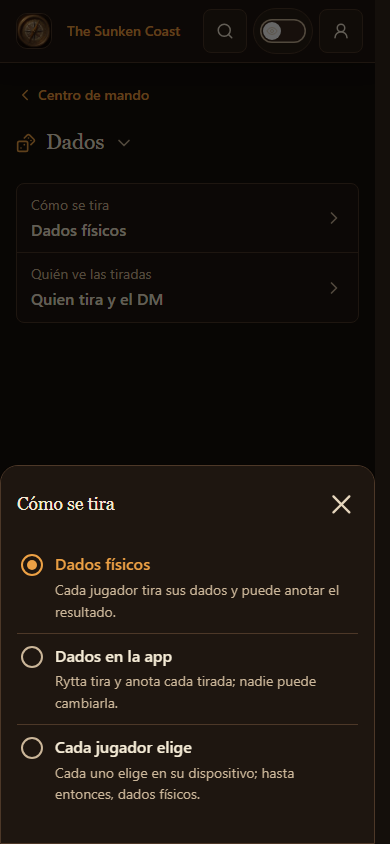 The Sunken Coast
Centro de mando
Dados
Cómo se tira
Dados físicos
Quién ve las tiradas
Quien tira y el DM
Cómo se tira
Dados físicos
Cada jugador tira sus dados y puede anotar el
resultado.
Dados en la app
Rytta tira y anota cada tirada; nadie puede
cambiarla.
Cada jugador elige
Cada uno elige en su dispositivo; hasta
entonces, dados físicos.